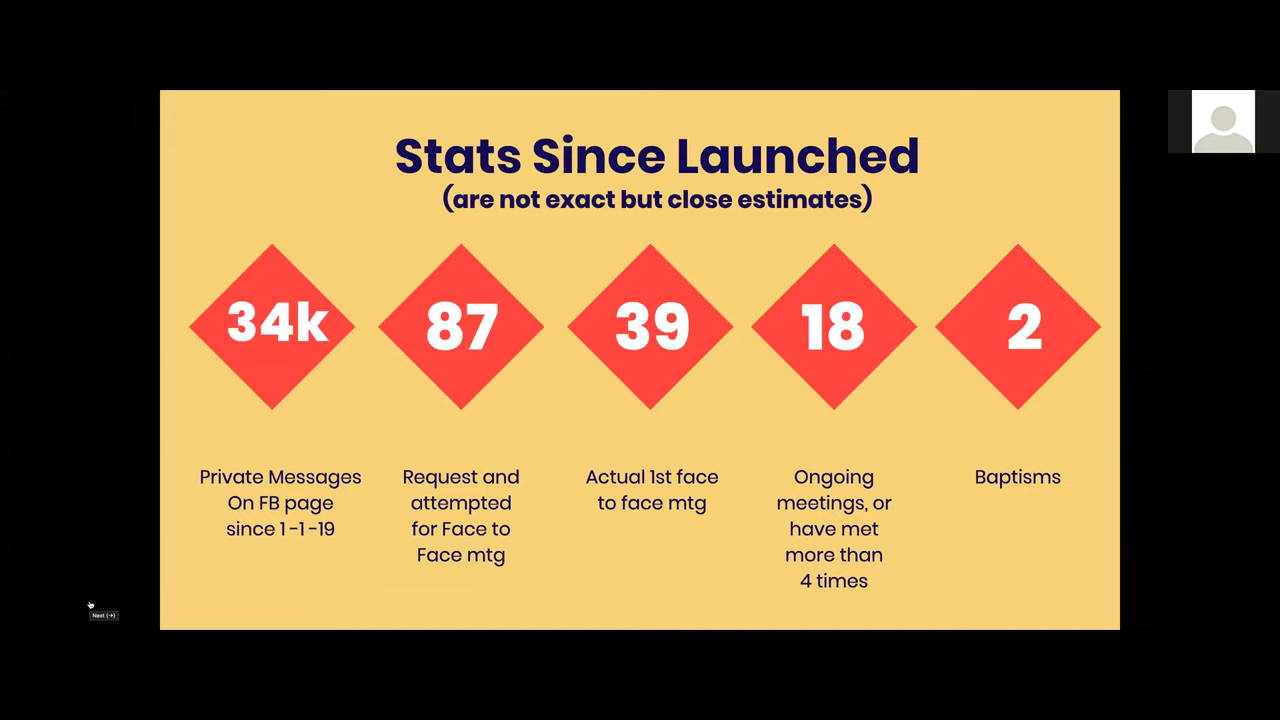 Stats Since Launched
(are not exact but close estimates)
34k
87
39
18
2
Private Messages
On FB page
since 1-1-19
Request and
attempted
for Face to
Face mtg
Actual 1st face
to face mtg
Ongoing
meetings, or
have met
more than
4 times
Baptisms
Next (→)